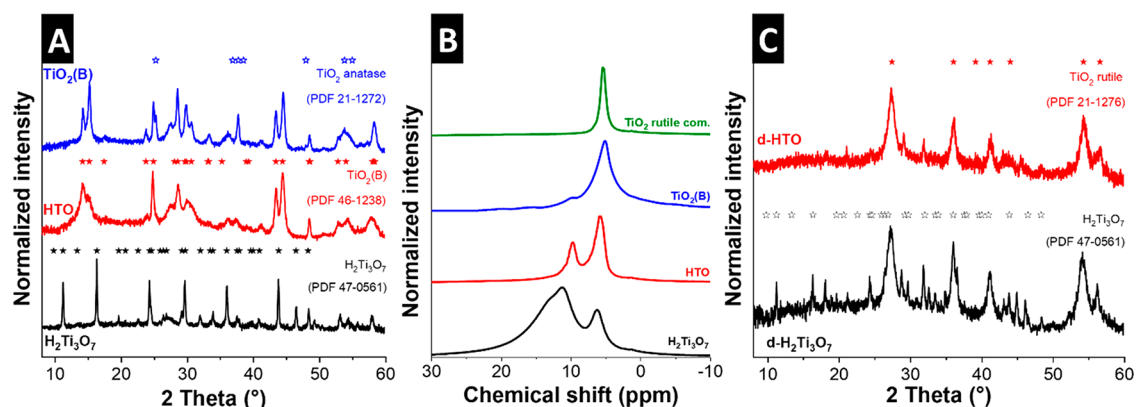 A
TiO2(B)
TiO2 anatase
(PDF 21-1272)
TiO2(B)
(PDF 46-1238)
HTO
H2Ti3O7
(PDF 47-0561)
H2Ti3O7
Normalized intensity
10 20 30 40 50 60
2 Theta (°)
B
TiO2 rutile com.
TiO2(B)
HTO
H2Ti3O7
Normalized intensity
30 20 10 0 -10
Chemical shift (ppm)
C
TiO2 rutile
(PDF 21-1276)
d-HTO
H2Ti3O7
(PDF 47-0561)
d-H2Ti3O7
Normalized intensity
10 20 30 40 50 60
2 Theta (°)